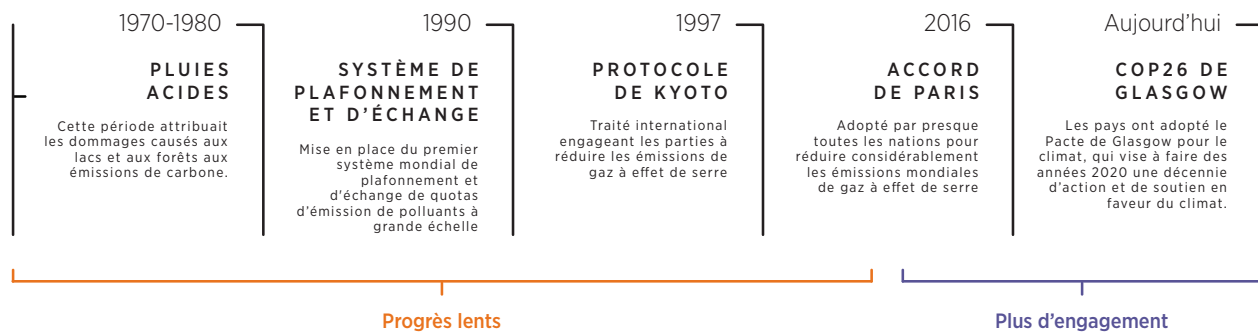 1970-1980
PLUIES
ACIDES
Cette période attribuait
les dommages causés aux
lacs et aux forêts aux
émissions de carbone.
1990
SYSTÈME DE
PLAFONNEMENT
ET D’ÉCHANGE
Mise en place du premier
système mondial de
plafonnement et
d'échange de quotas
d’émission de polluants à
grande échelle
1997
PROTOCOLE
DE KYOTO
Traité international
engageant les parties à
réduire les émissions de
gaz à effet de serre
2016
ACCORD
DE PARIS
Adopté par presque
toutes les nations pour
réduire considérablement
les émissions mondiales
de gaz à effet de serre
Aujourd’hui
COP26 DE
GLASGOW
Les pays ont adopté le
Pacte de Glasgow pour le
climat, qui vise à faire des
années 2020 une décennie
d’action et de soutien en
faveur du climat.
Progrès lents
Plus d’engagement